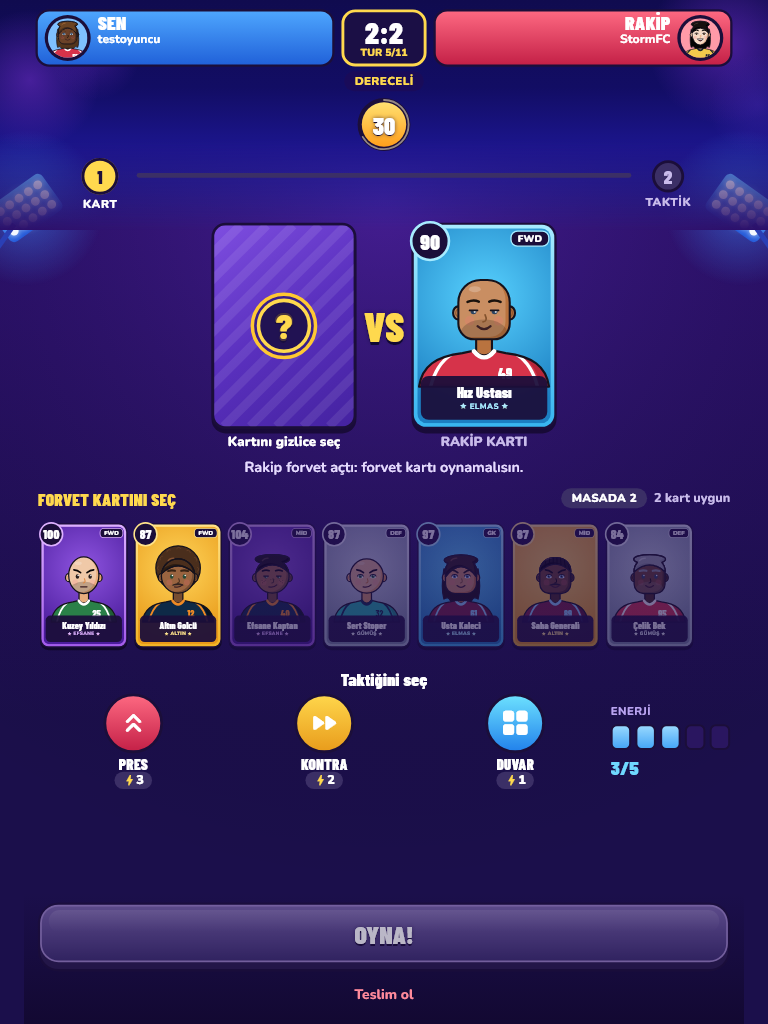 SEN
testoyuncu
2:2
TUR 5/11
RAKİP
StormFC
DERECELİ
30
1
KART
2
TAKTİK
?
VS
90
FWD
49
Hız Ustası
★ ELMAS ★
Kartını gizlice seç
RAKİP KARTI
Rakip forvet açtı: forvet kartı oynamalısın.
FORVET KARTINI SEÇ
MASADA 2
2 kart uygun
100
FWD
Kuzey Yıldızı
★ EFSANE ★
87
FWD
12
Altın Golcü
★ ALTIN ★
104
MID
Efsane Kaptan
★ EFSANE ★
87
DEF
Sert Stoper
★ GÜMÜŞ ★
97
GK
Usta Kaleci
★ ELMAS ★
87
MID
Saha Generali
★ ALTIN ★
84
DEF
Çelik Bek
★ GÜMÜŞ ★
Taktiğini seç
PRES
3
KONTRA
2
DUVAR
1
ENERJİ
3/5
OYNA!
Teslim ol